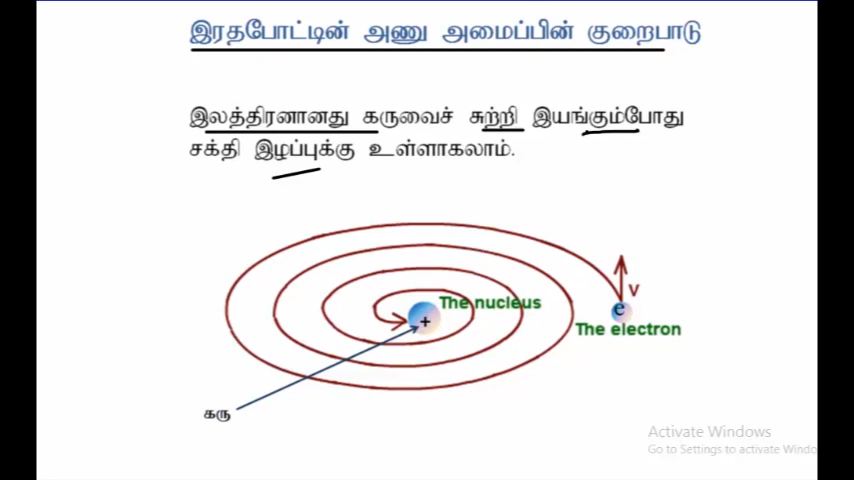 இரதபோட்டின் அணு அமைப்பின் குறைபாடு
இலத்திரனானது கருவைச் சுற்றி இயங்கும்போது
சக்தி இழப்புக்கு உள்ளாகலாம்.
V
The nucleus
e
+
The electron
கரு
Activate Windows
Go to Settings to activate Windo